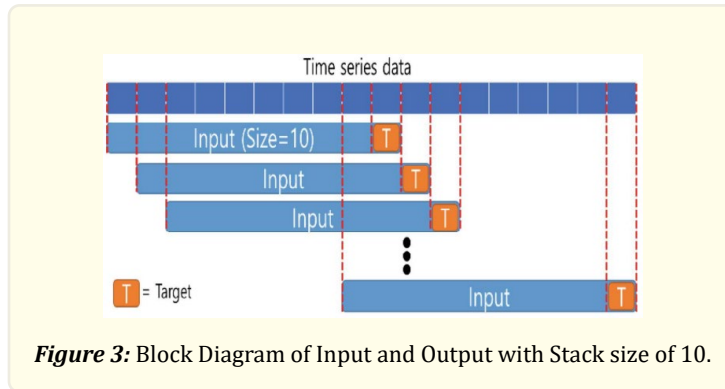 Time series data
Input (Size=10) T
Input T
Input T
Input T
T = Target
Figure 3: Block Diagram of Input and Output with Stack size of 10.